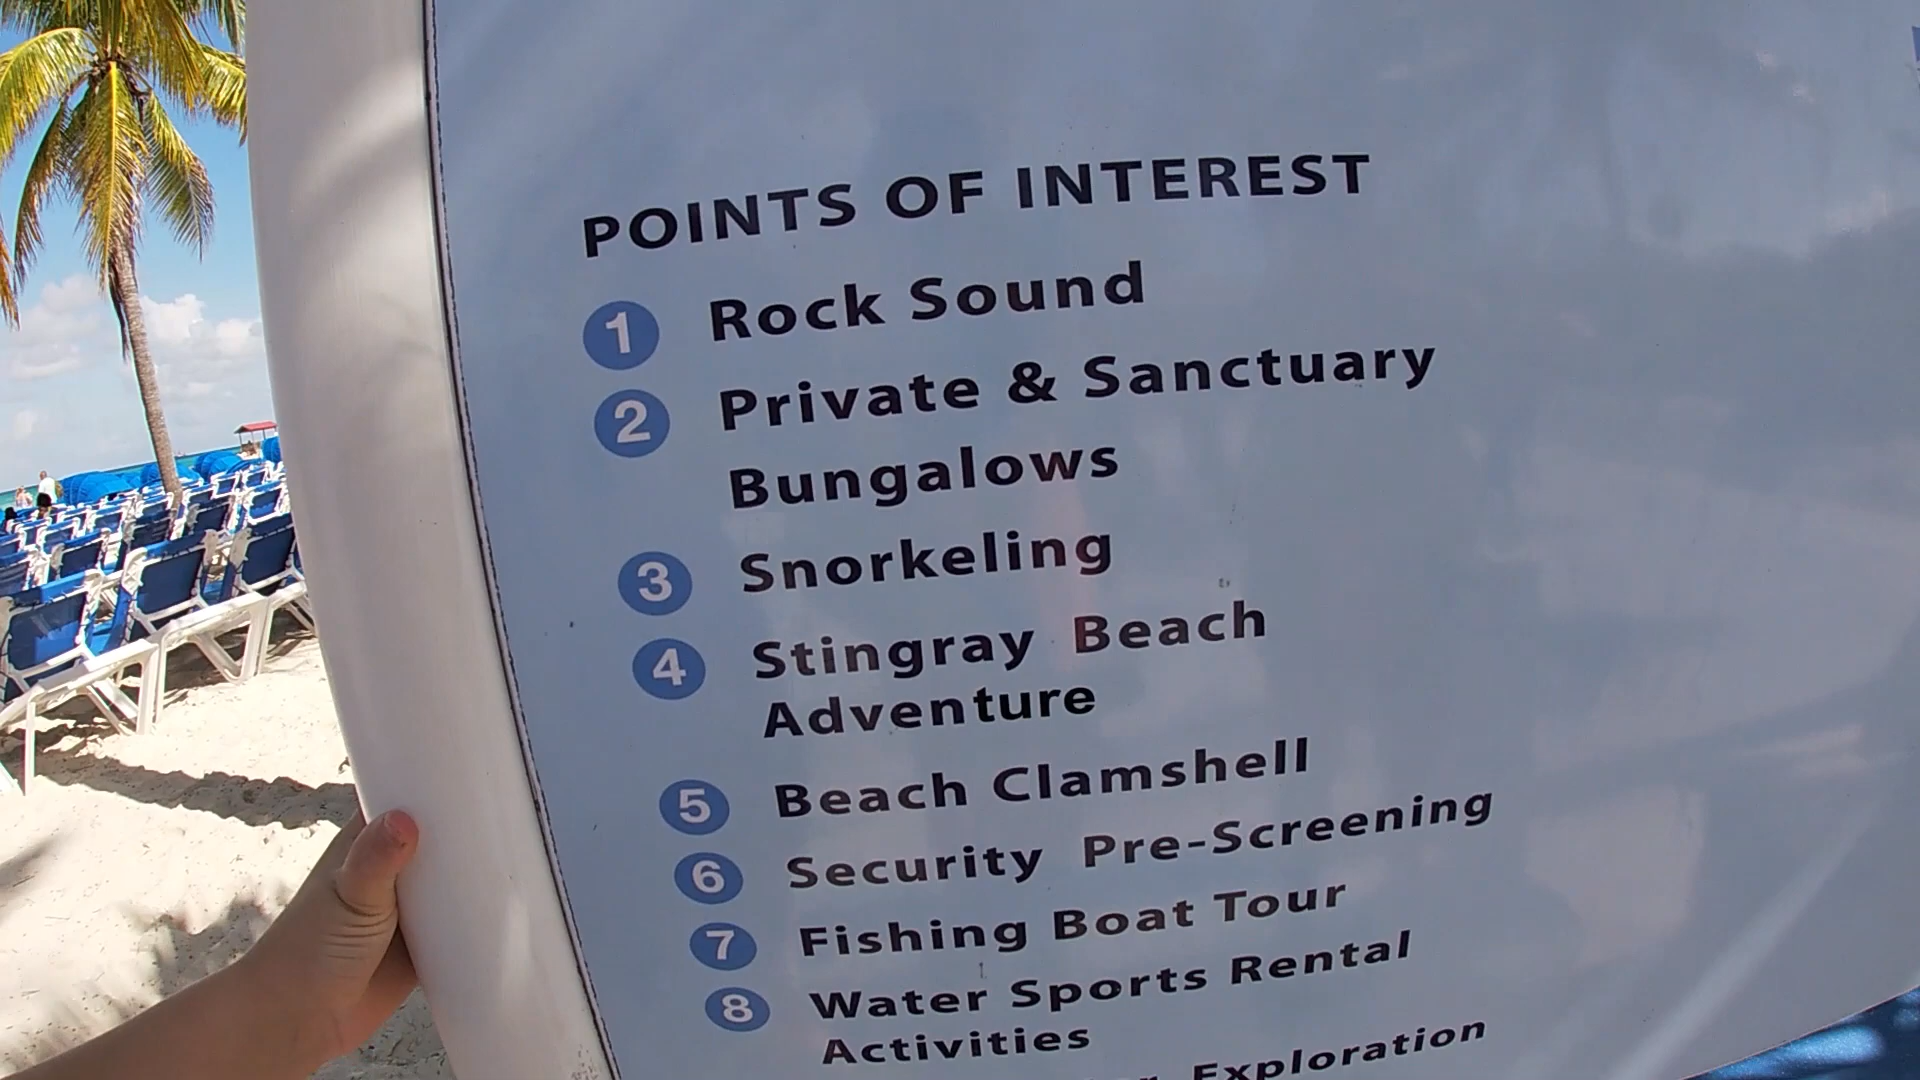 POINTS OF INTEREST
1 Rock Sound
2 Private & Sanctuary
Bungalows
3 Snorkeling
4 Stingray Beach
Adventure
5 Beach Clamshell
6 Security Pre-Screening
7 Fishing Boat Tour
8 Water Sports Rental
Activities
Exploration